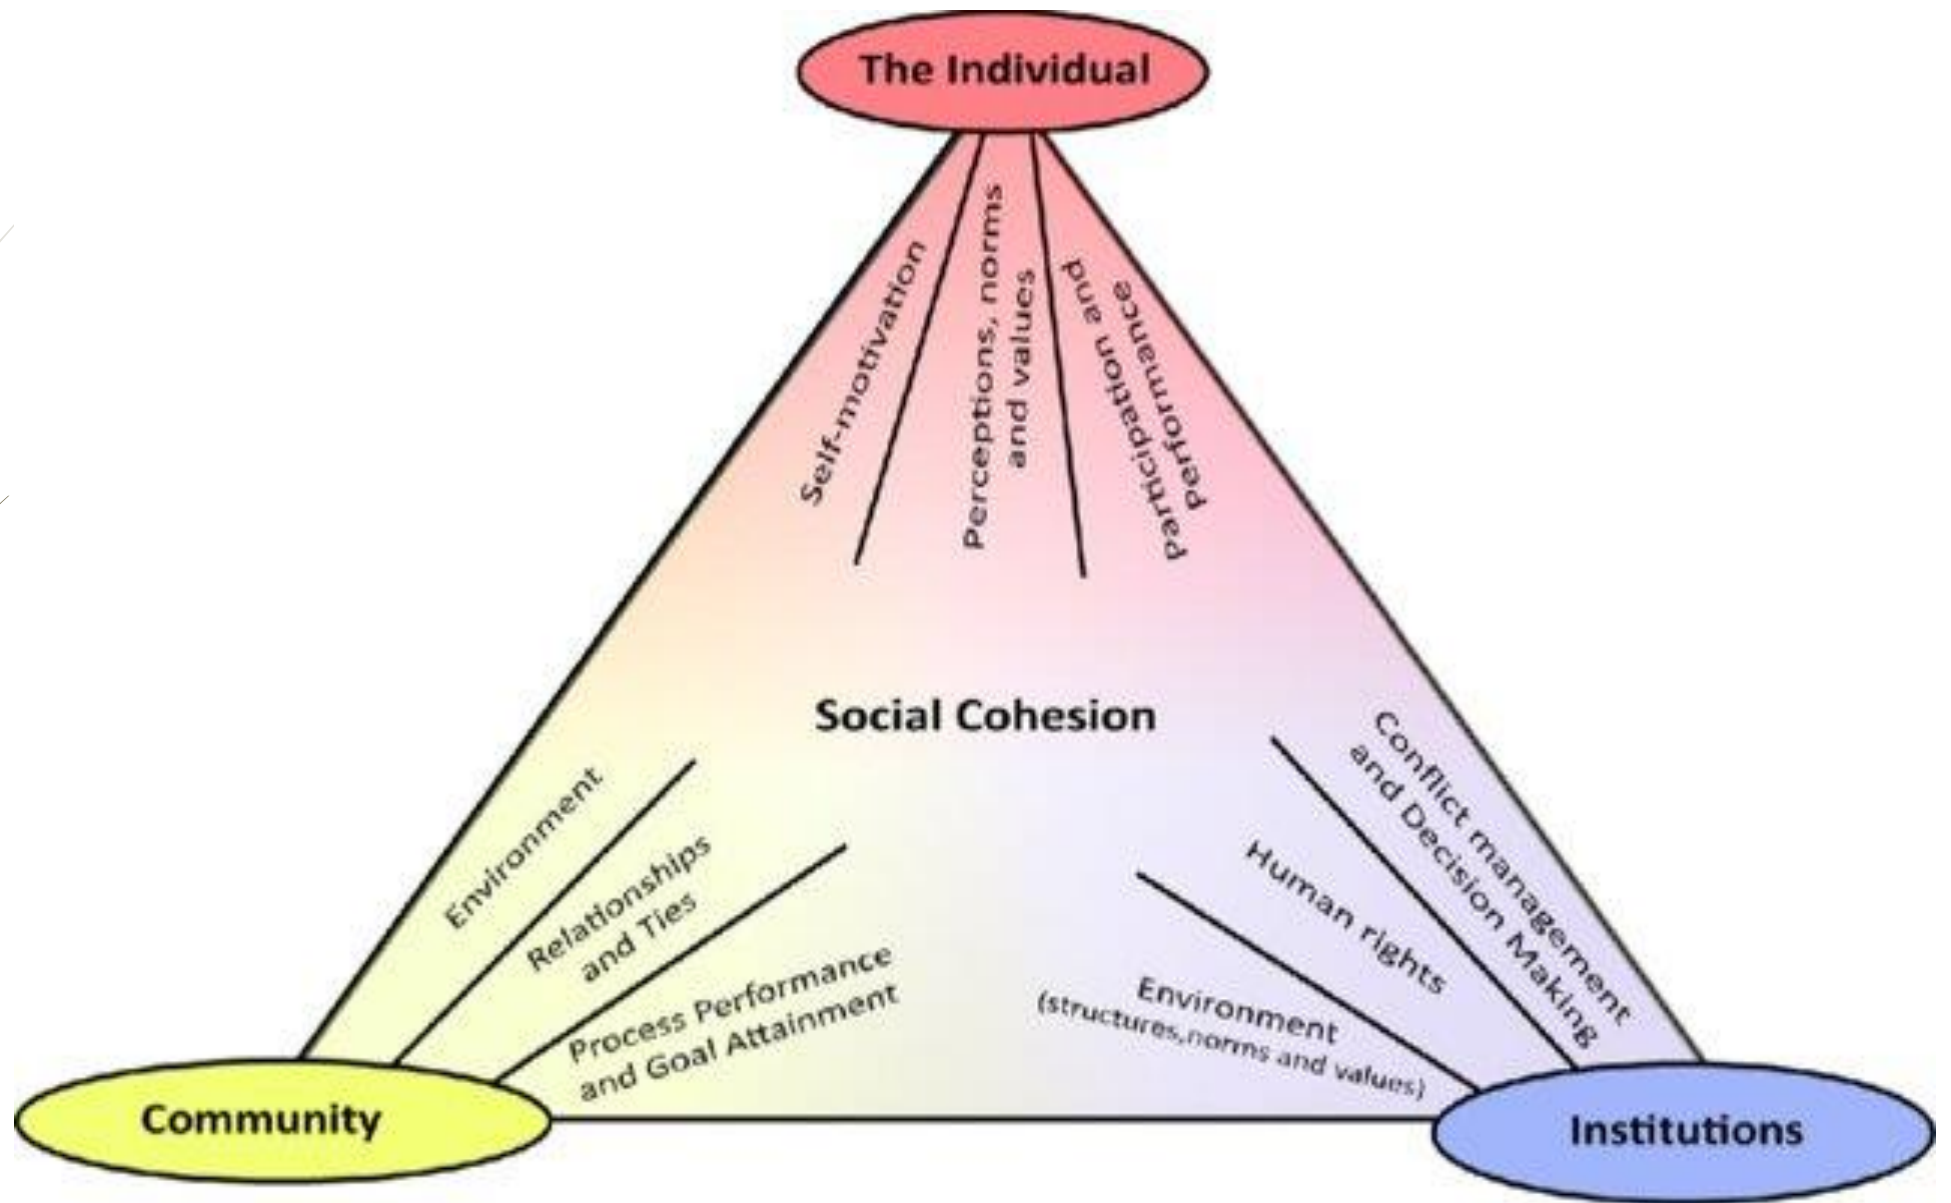 The Individual
Self-motivation
Perceptions, norms
and values
Participation and
Performance
Social Cohesion
Environment
Relationships
and Ties
Process Performance
and Goal Attainment
Conflict management
and Decision Making
Human rights
Environment
(structures,norms and values)
Community
Institutions